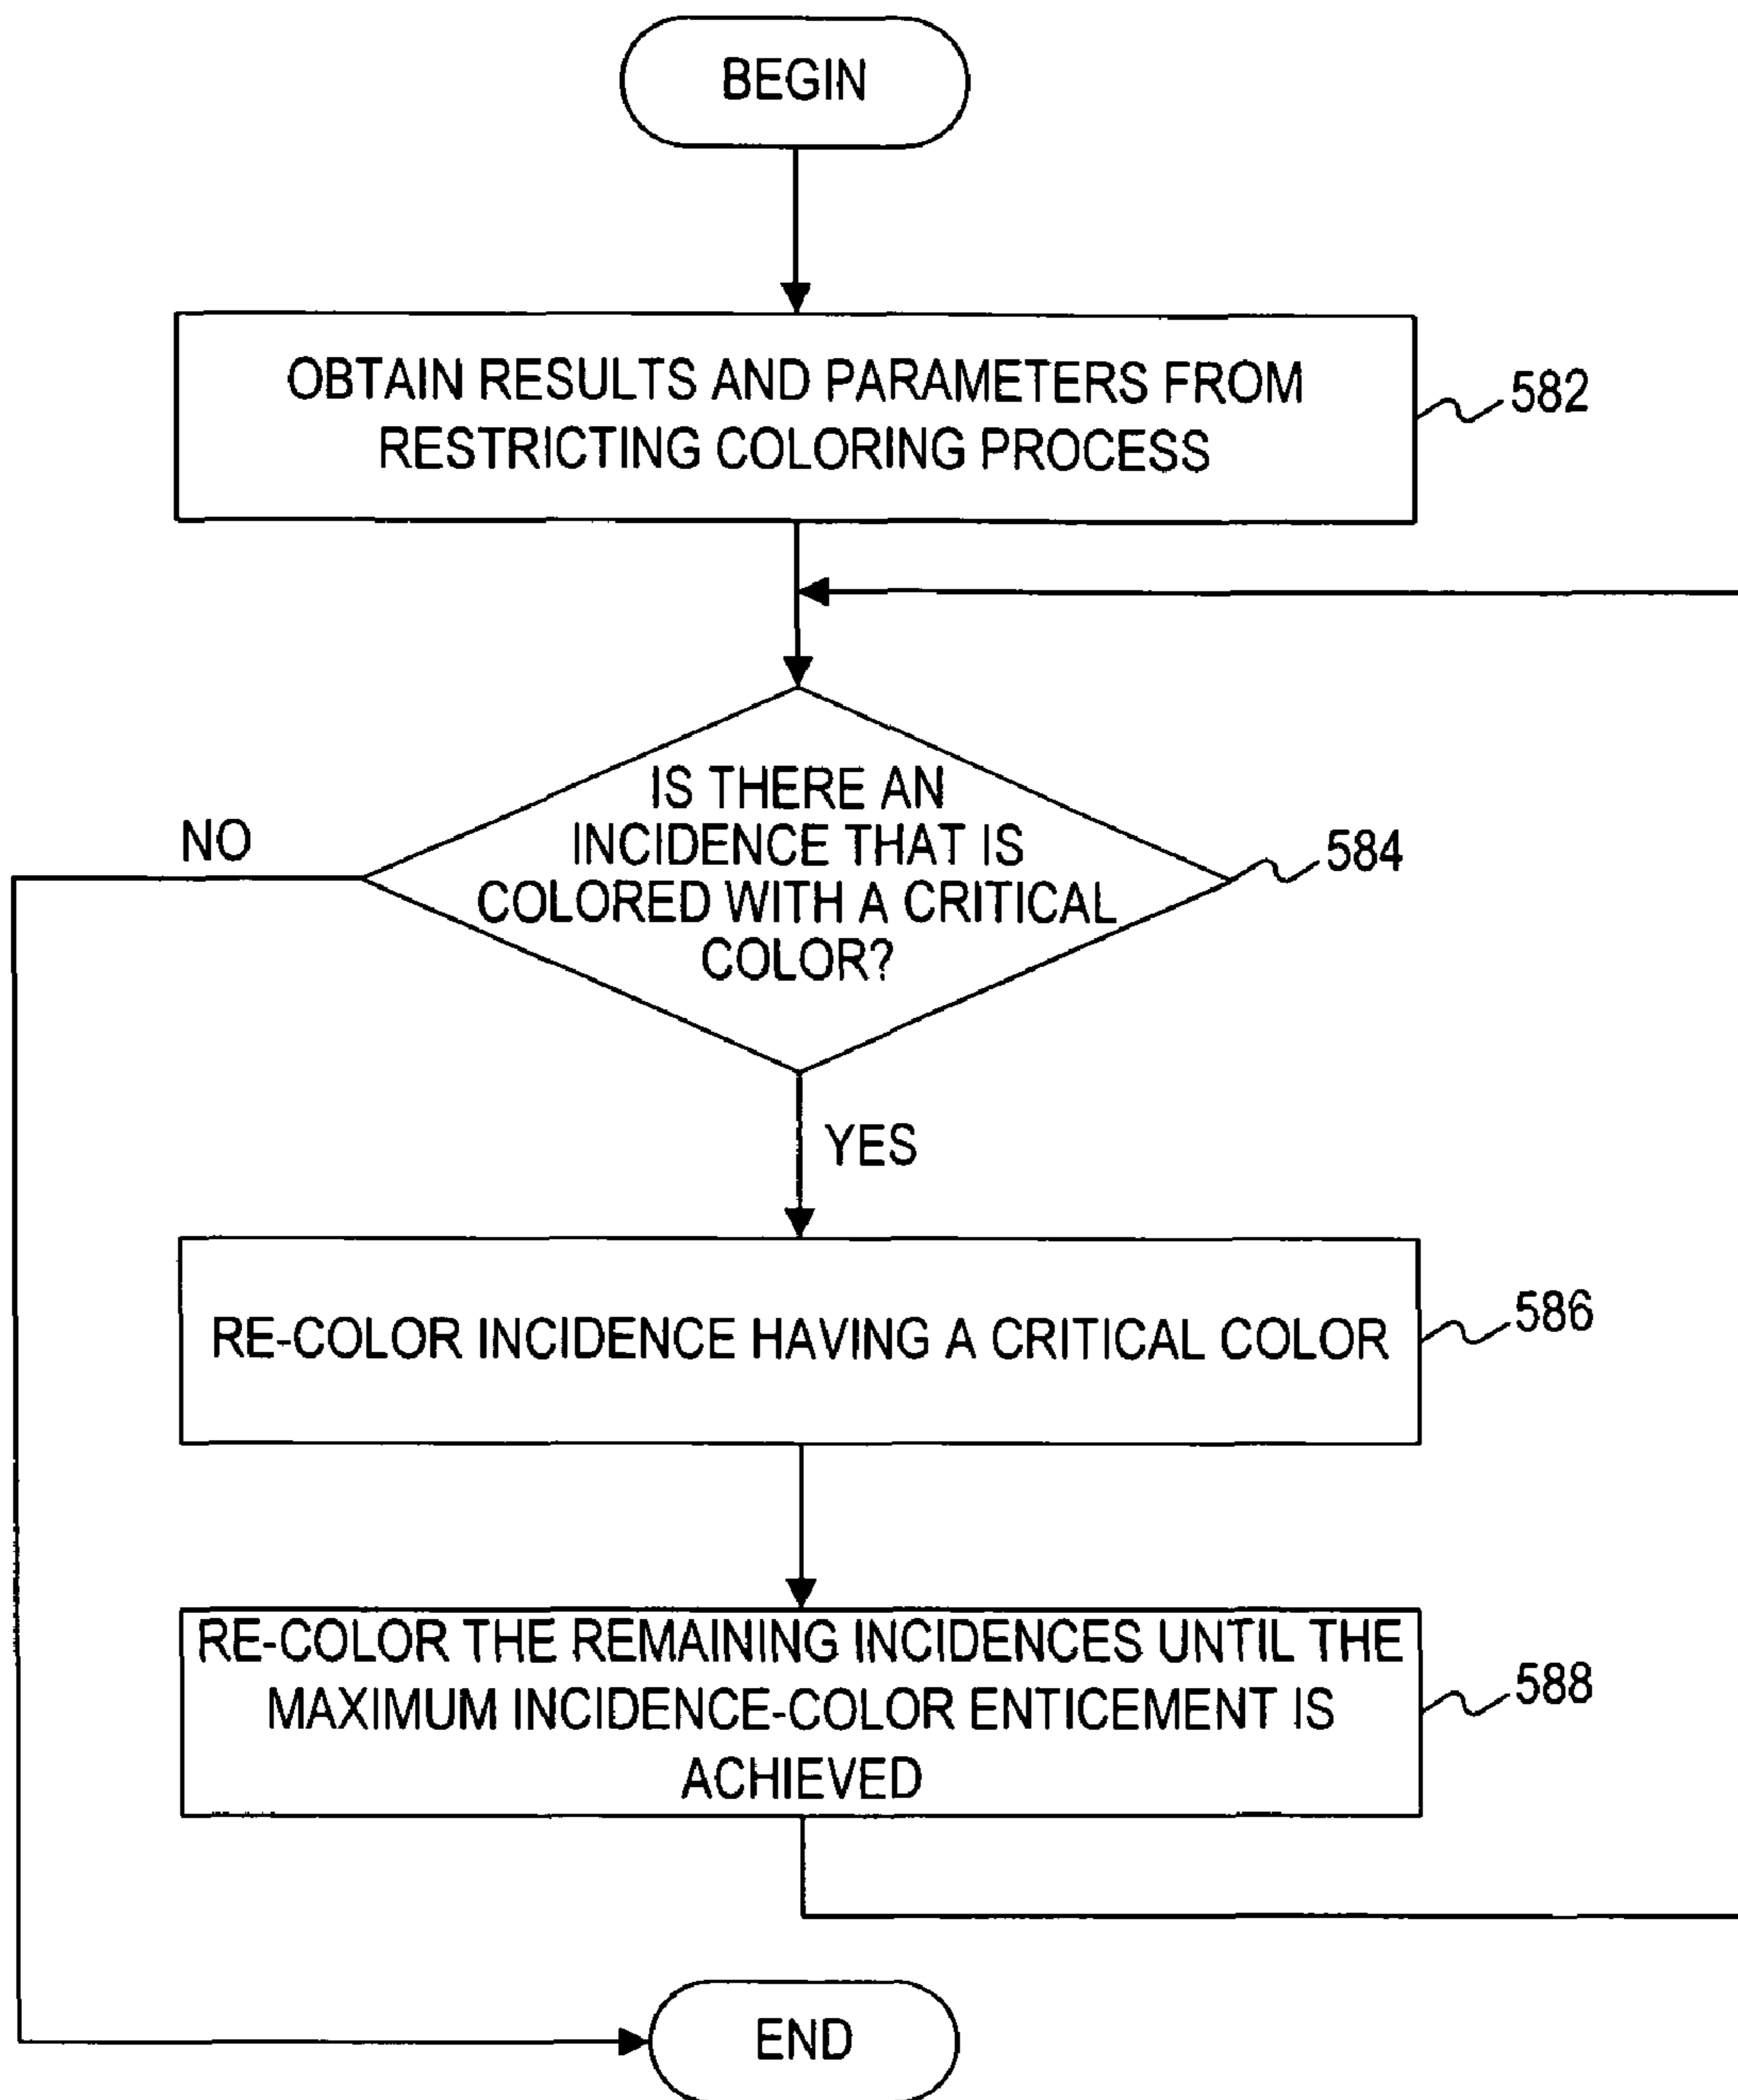 BEGIN
OBTAIN RESULTS AND PARAMETERS FROM
RESTRICTING COLORING PROCESS
582
IS THERE AN
INCIDENCE THAT IS
COLORED WITH A CRITICAL
COLOR?
584
NO
YES
RE-COLOR INCIDENCE HAVING A CRITICAL COLOR
586
RE-COLOR THE REMAINING INCIDENCES UNTIL THE
MAXIMUM INCIDENCE-COLOR ENTICEMENT IS
ACHIEVED
588
END